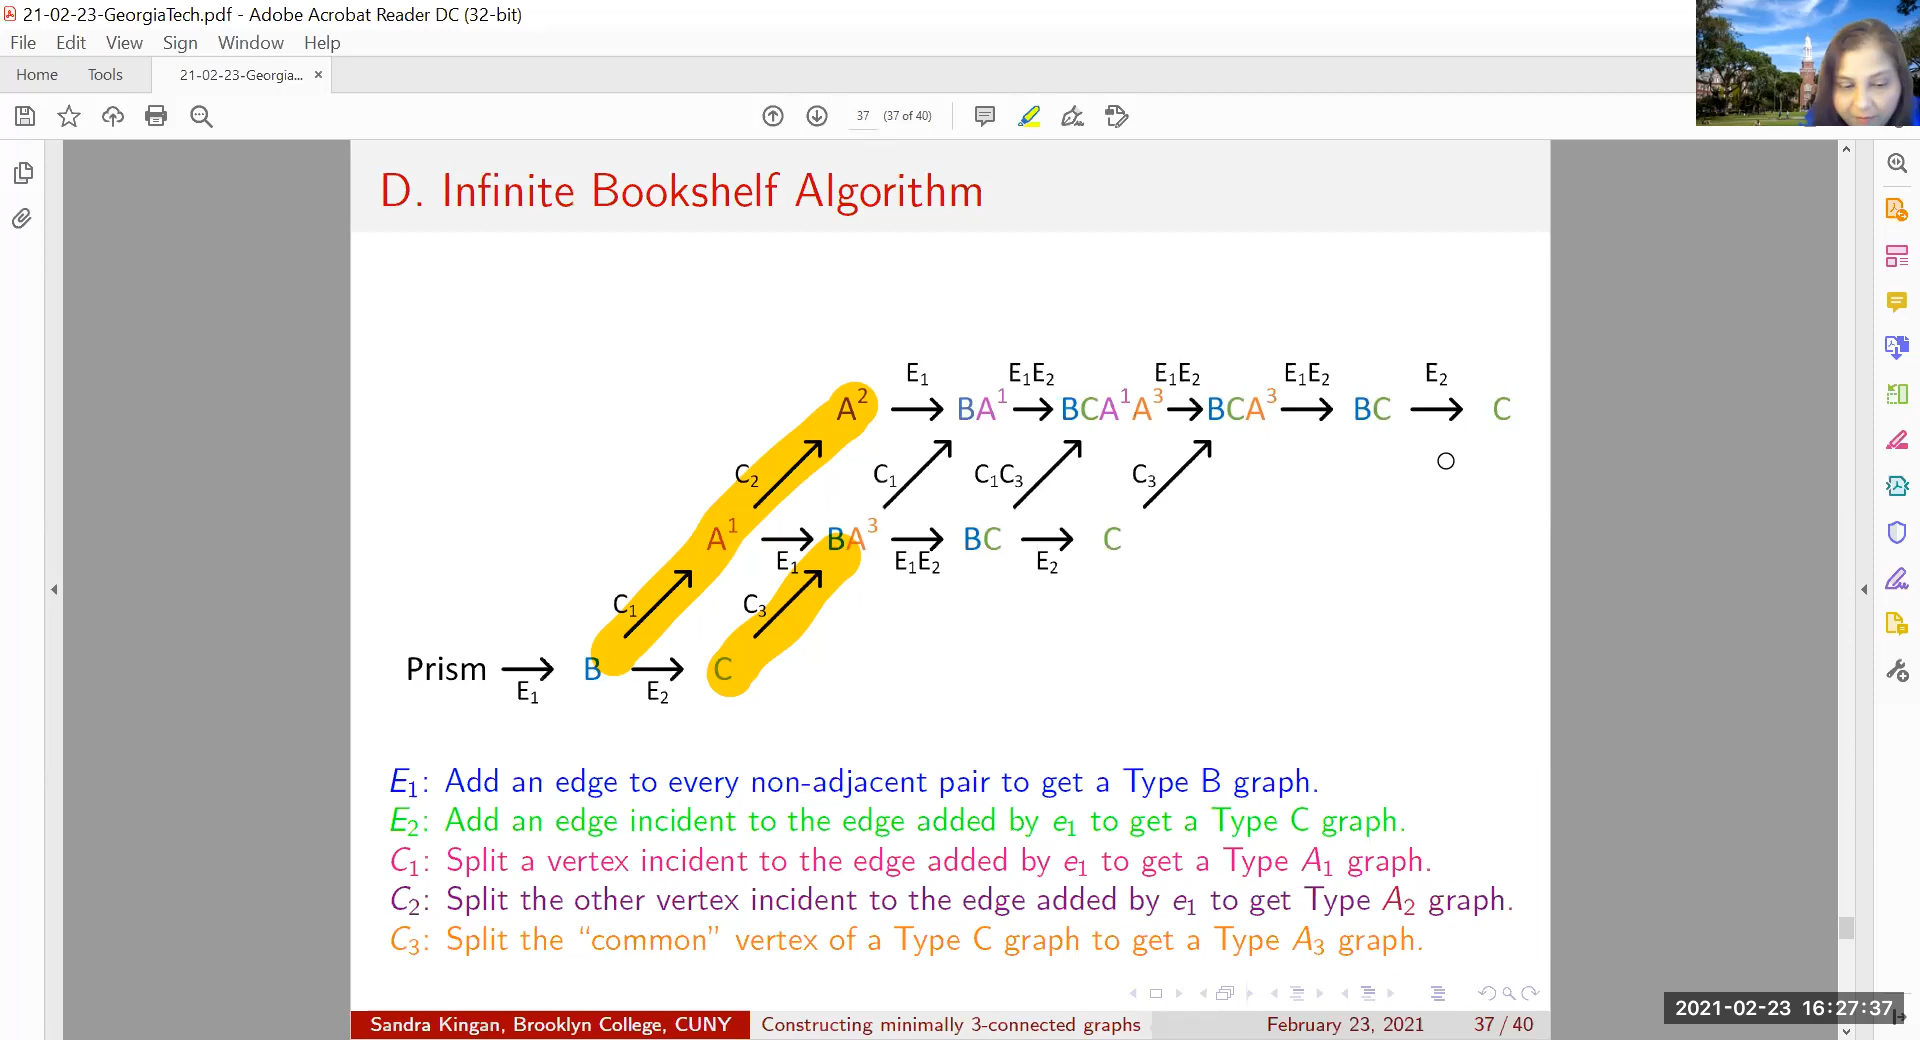 21-02-23-GeorgiaTech.pdf - Adobe Acrobat Reader DC (32-bit)
File Edit View Sign Window Help
Home Tools 21-02-23-Georgia... ×
37 (37 of 40)
D. Infinite Bookshelf Algorithm
E₁ E₁E₂ E₁E₂ E₁E₂ E₂
A² → BA¹ → BCA¹A³ → BCA³ → BC → C
C₂ C₁ C₁C₃ C₃
A¹ → BA³ → BC → C
E₁ E₁E₂ E₂
C₁ C₃
Prism → B → C
E₁ E₂
E₁: Add an edge to every non-adjacent pair to get a Type B graph.
E₂: Add an edge incident to the edge added by e₁ to get a Type C graph.
C₁: Split a vertex incident to the edge added by e₁ to get a Type A₁ graph.
C₂: Split the other vertex incident to the edge added by e₁ to get Type A₂ graph.
C₃: Split the “common” vertex of a Type C graph to get a Type A₃ graph.
Sandra Kingan, Brooklyn College, CUNY Constructing minimally 3-connected graphs February 23, 2021 37 / 40
2021-02-23 16:27:37